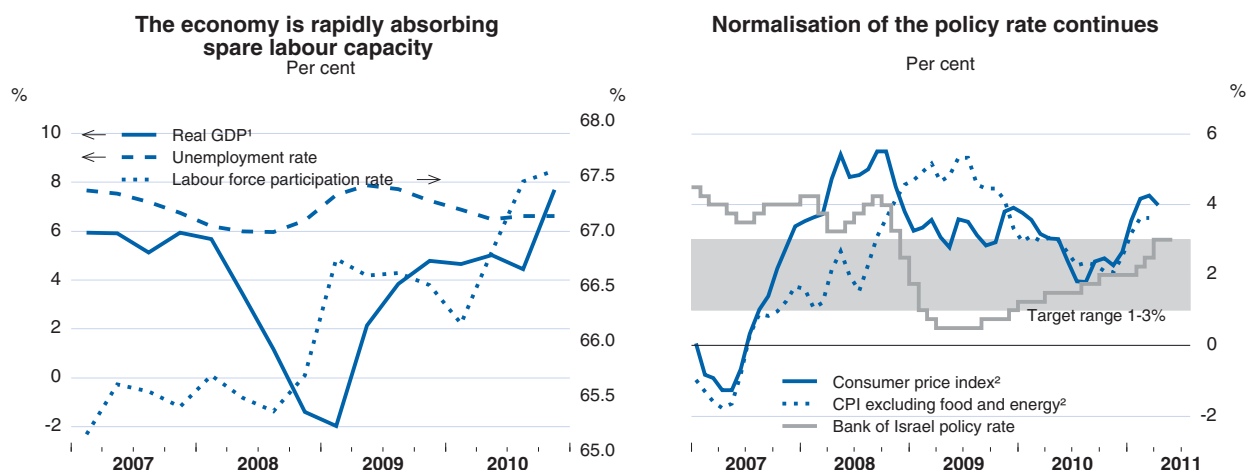 The economy is rapidly absorbing
spare labour capacity
Per cent
%
%
10
8
6
4
2
0
-2
68.0
67.5
67.0
66.5
66.0
65.5
65.0
Real GDP¹
Unemployment rate
Labour force participation rate
2007
2008
2009
2010
Normalisation of the policy rate continues
Per cent
%
6
4
2
0
-2
Target range 1-3%
Consumer price index²
CPI excluding food and energy²
Bank of Israel policy rate
2007
2008
2009
2010
2011